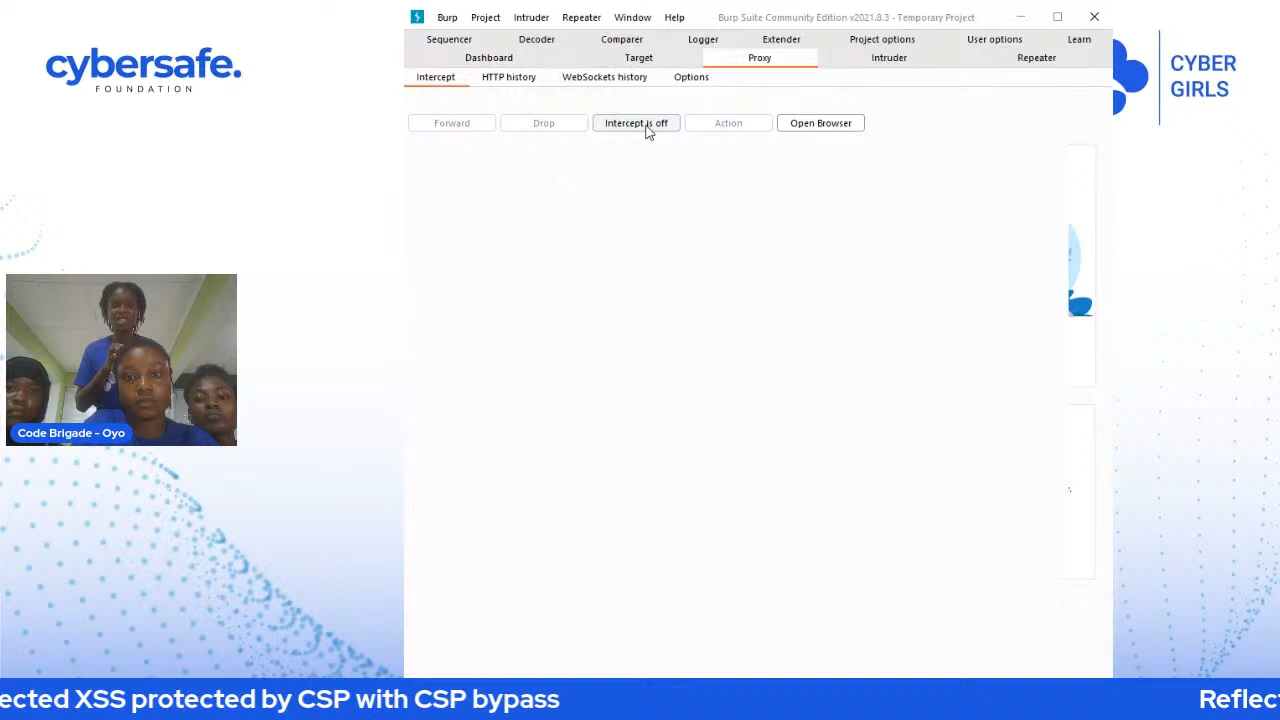 cybersafe.
FOUNDATION
Burp Project Intruder Repeater Window Help Burp Suite Community Edition v2021.8.3 - Temporary Project
Sequencer Decoder Comparer Logger Extender Project options User options Learn
Dashboard Target Proxy Intruder Repeater
Intercept HTTP history WebSockets history Options
Forward Drop Intercept is off Action Open Browser
CYBER
GIRLS
Code Brigade - Oyo
ected XSS protected by CSP with CSP bypass Reflec